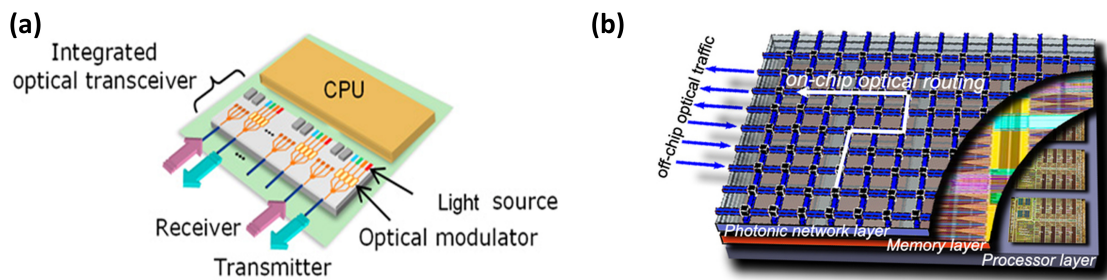 (a)
Integrated
optical transceiver
CPU
Receiver
Transmitter
Light source
Optical modulator
(b)
off-chip optical traffic
on-chip optical routing
Photonic network layer
Memory layer
Processor layer